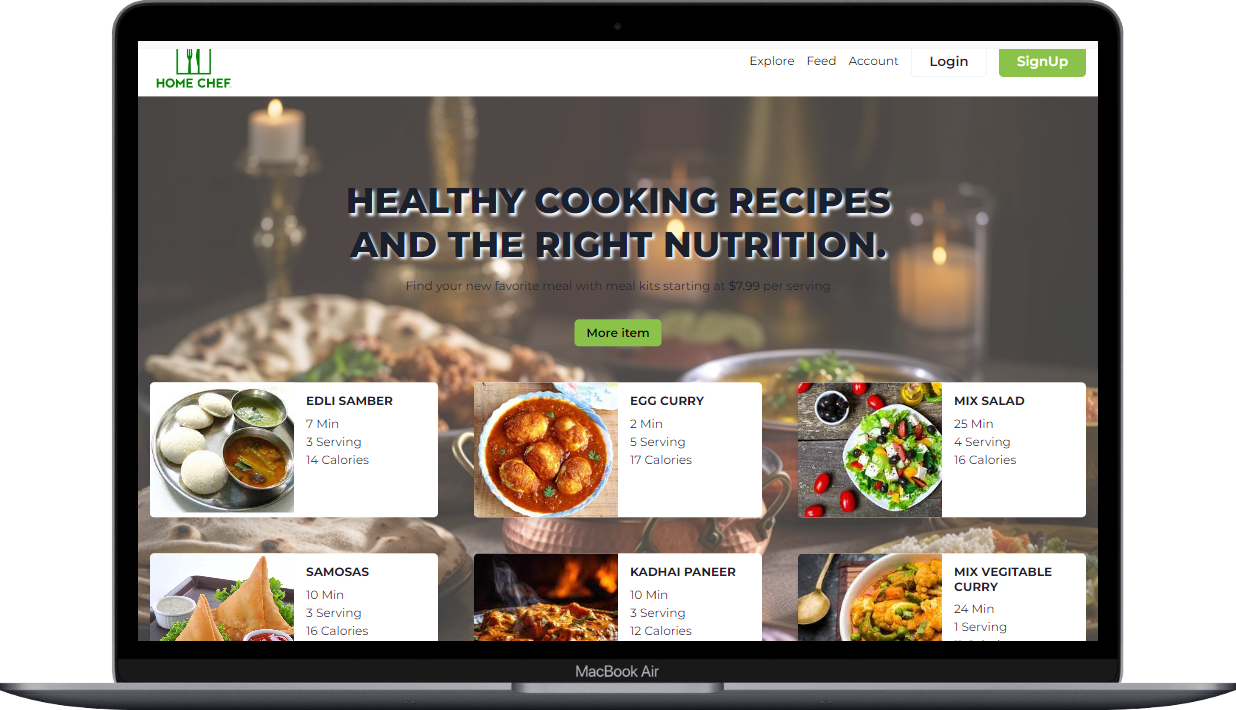 HOME CHEF
Explore Feed Account Login SignUp
HEALTHY COOKING RECIPES
AND THE RIGHT NUTRITION.
Find your new favorite meal with meal kits starting at $7.99 per serving
More item
EDLI SAMBER
7 Min
3 Serving
14 Calories
EGG CURRY
2 Min
5 Serving
17 Calories
MIX SALAD
25 Min
4 Serving
16 Calories
SAMOSAS
10 Min
3 Serving
16 Calories
KADHAI PANEER
10 Min
3 Serving
12 Calories
MIX VEGITABLE
CURRY
24 Min
1 Serving
MacBook Air